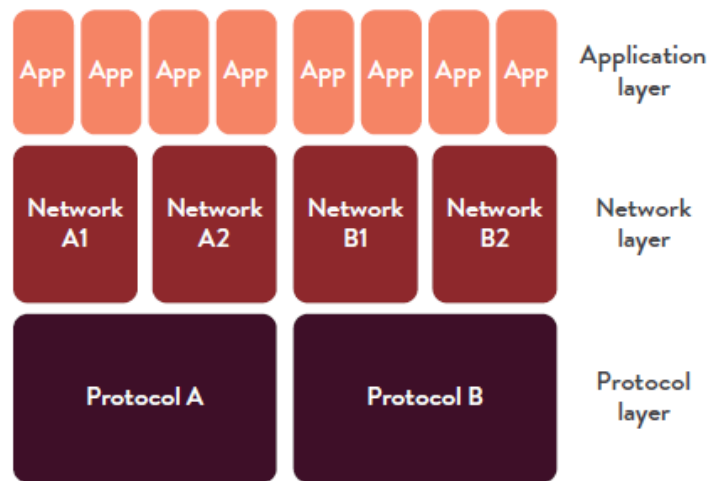 App App App App App App App App
Application
layer
Network
A1
Network
A2
Network
B1
Network
B2
Network
layer
Protocol A
Protocol B
Protocol
layer